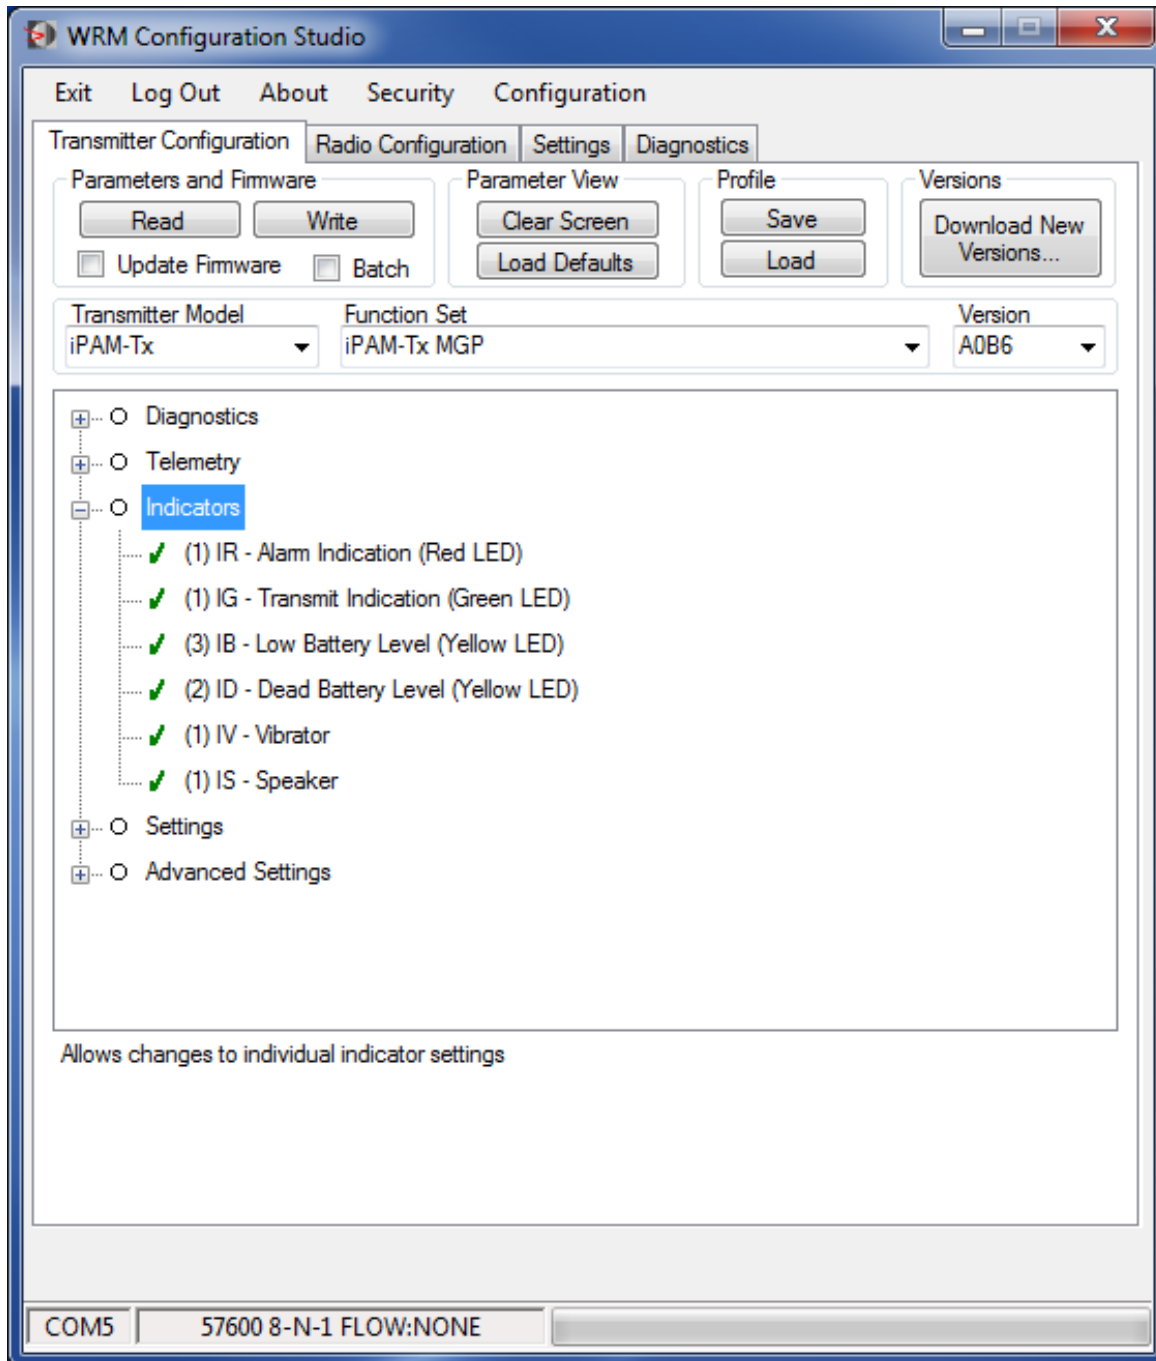 WRM Configuration Studio
Exit Log Out About Security Configuration
Transmitter Configuration Radio Configuration Settings Diagnostics
Parameters and Firmware Parameter View Profile Versions
Read Write Clear Screen Save Download New Versions...
Update Firmware Batch Load Defaults Load
Transmitter Model Function Set Version
iPAM-Tx iPAM-Tx MGP A0B6
Diagnostics
Telemetry
Indicators
(1) IR - Alarm Indication (Red LED)
(1) IG - Transmit Indication (Green LED)
(3) IB - Low Battery Level (Yellow LED)
(2) ID - Dead Battery Level (Yellow LED)
(1) IV - Vibrator
(1) IS - Speaker
Settings
Advanced Settings
Allows changes to individual indicator settings
COM5 57600 8-N-1 FLOW:NONE